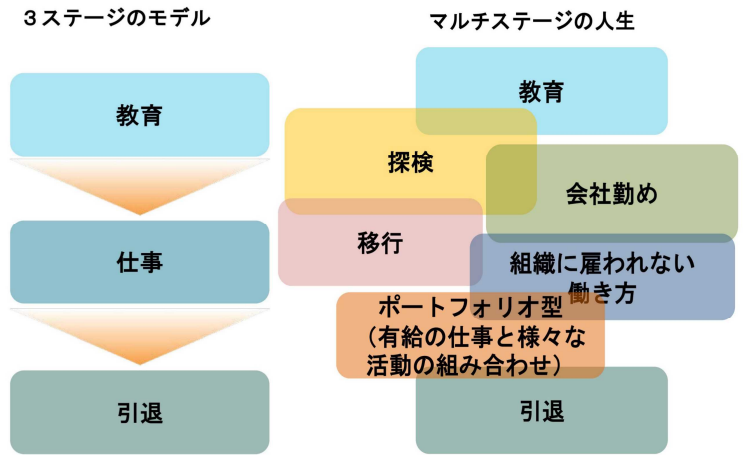 3ステージのモデル
教育
仕事
引退
マルチステージの人生
教育
探検
会社勤め
移行
組織に雇われない
働き方
ポートフォリオ型
(有給の仕事と様々な
活動の組み合わせ)
引退